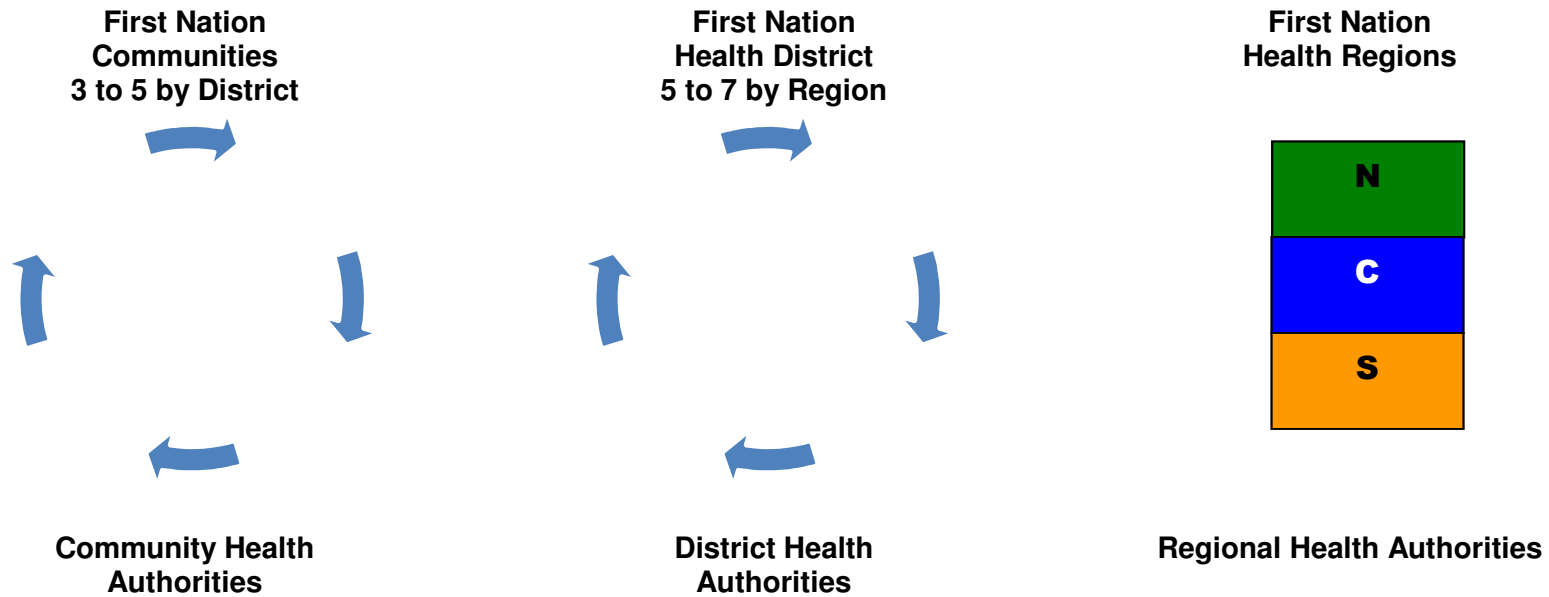 First Nation
Communities
3 to 5 by District
First Nation
Health District
5 to 7 by Region
First Nation
Health Regions
N
C
S
Community Health
Authorities
District Health
Authorities
Regional Health Authorities